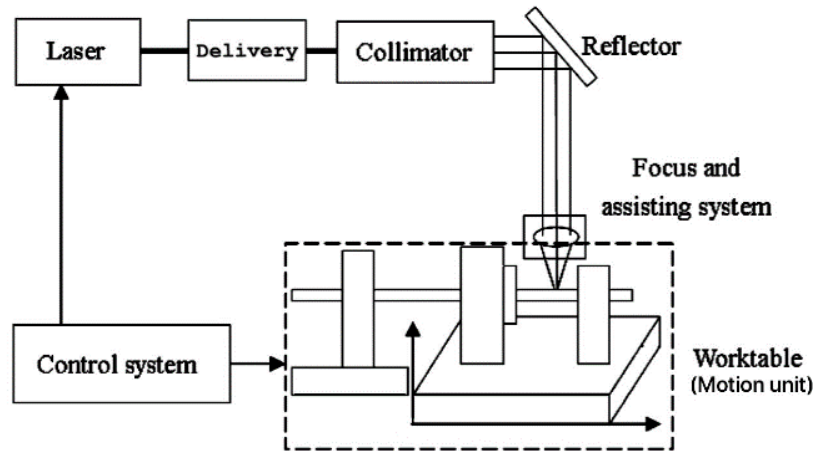 Laser
Delivery
Collimator
Reflector
Focus and
assisting system
Control system
Worktable
(Motion unit)